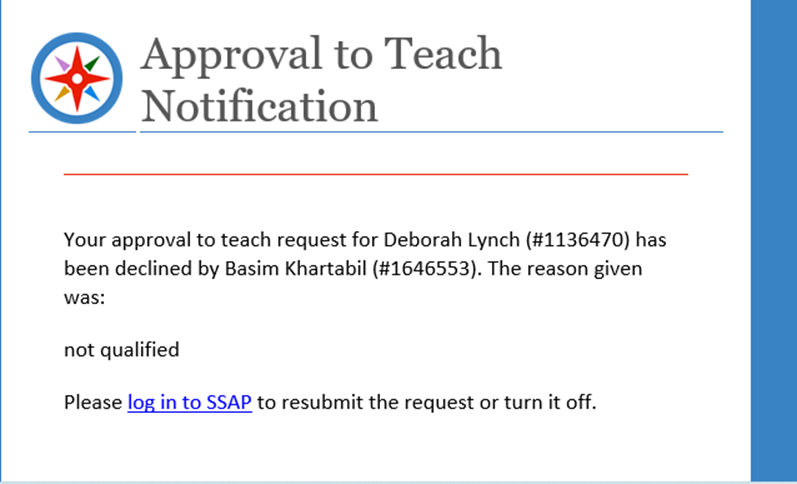 Approval to Teach
Notification
Your approval to teach request for Deborah Lynch (#1136470) has
been declined by Basim Khartabil (#1646553). The reason given
was:
not qualified
Please log in to SSAP to resubmit the request or turn it off.